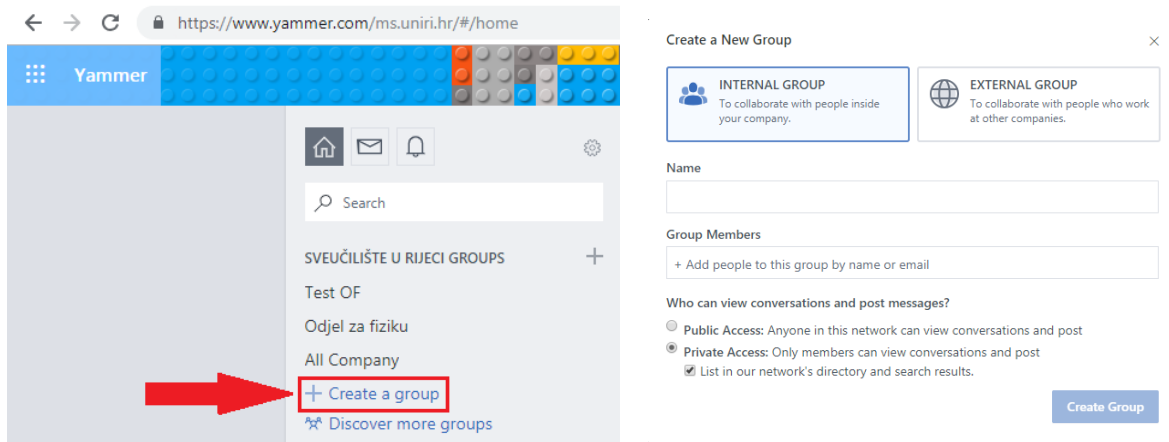 https://www.yammer.com/ms.uniri.hr/#/home
Yammer
Search
SVEUČILIŠTE U RIJECI GROUPS
Test OF
Odjel za fiziku
All Company
+ Create a group
Discover more groups
Create a New Group
INTERNAL GROUP
To collaborate with people inside
your company.
EXTERNAL GROUP
To collaborate with people who work
at other companies.
Name
Group Members
+ Add people to this group by name or email
Who can view conversations and post messages?
Public Access: Anyone in this network can view conversations and post
Private Access: Only members can view conversations and post
List in our network's directory and search results.
Create Group